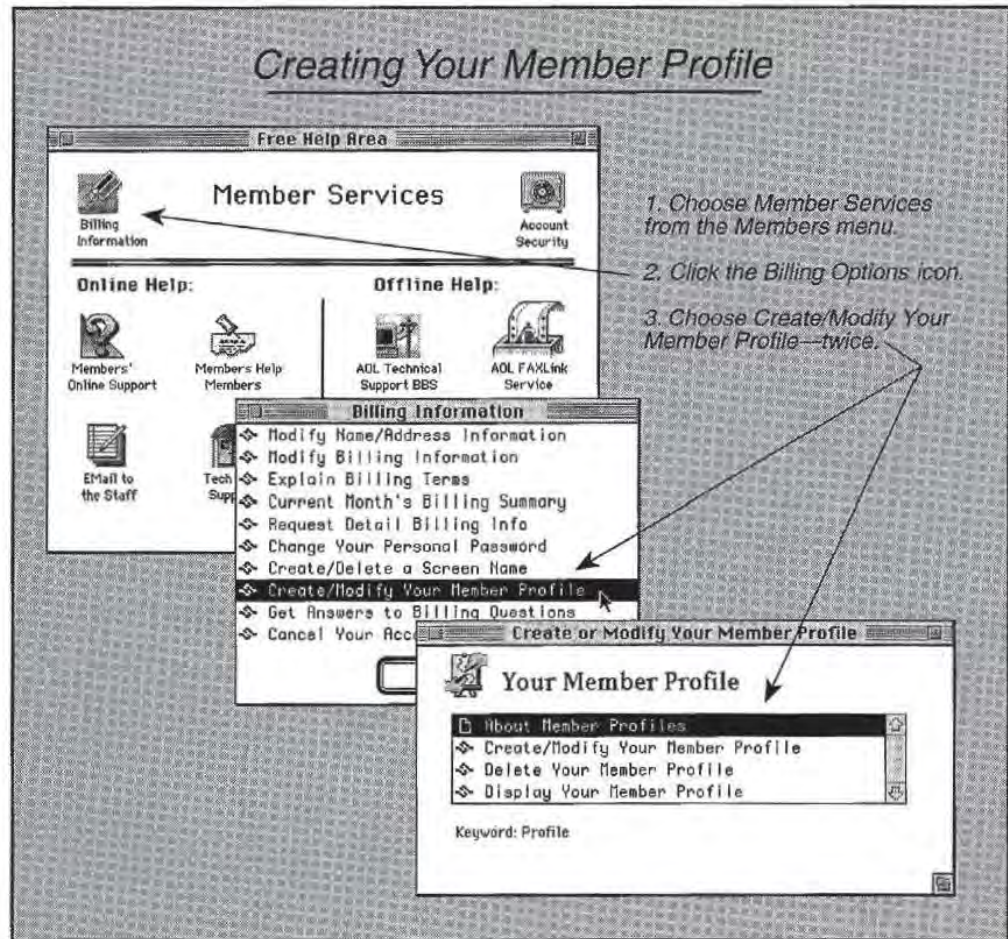 Creating Your Member Profile
Free Help Area
Member Services
Billing
Information
Account
Security
1. Choose Member Services
from the Members menu.
2. Click the Billing Options icon.
3. Choose Create/Modify Your
Member Profile—twice.
Online Help:
Offline Help:
Members'
Online Support
Members Help
Members
AOL Technical
Support BBS
AOL FAXLink
Service
EMail to
the Staff
Tech
Supp
Billing Information
Modify Name/Address Information
Modify Billing Information
Explain Billing Terms
Current Month's Billing Summary
Request Detail Billing Info
Change Your Personal Password
Create/Delete a Screen Name
Create/Modify Your Member Profile
Get Answers to Billing Questions
Cancel Your Acc
Create or Modify Your Member Profile
Your Member Profile
About Member Profiles
Create/Modify Your Member Profile
Delete Your Member Profile
Display Your Member Profile
Keyword: Profile